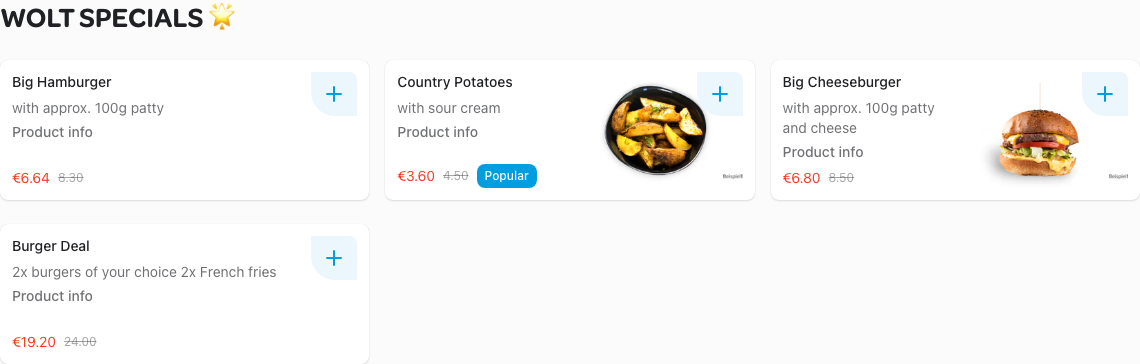 WOLT SPECIALS 🌟
Big Hamburger
with approx. 100g patty
Product info
€6.64 8.30
Country Potatoes
with sour cream
Product info
€3.60 4.50 Popular
Big Cheeseburger
with approx. 100g patty
and cheese
Product info
€6.80 8.50
Burger Deal
2x burgers of your choice 2x French fries
Product info
€19.20 24.00